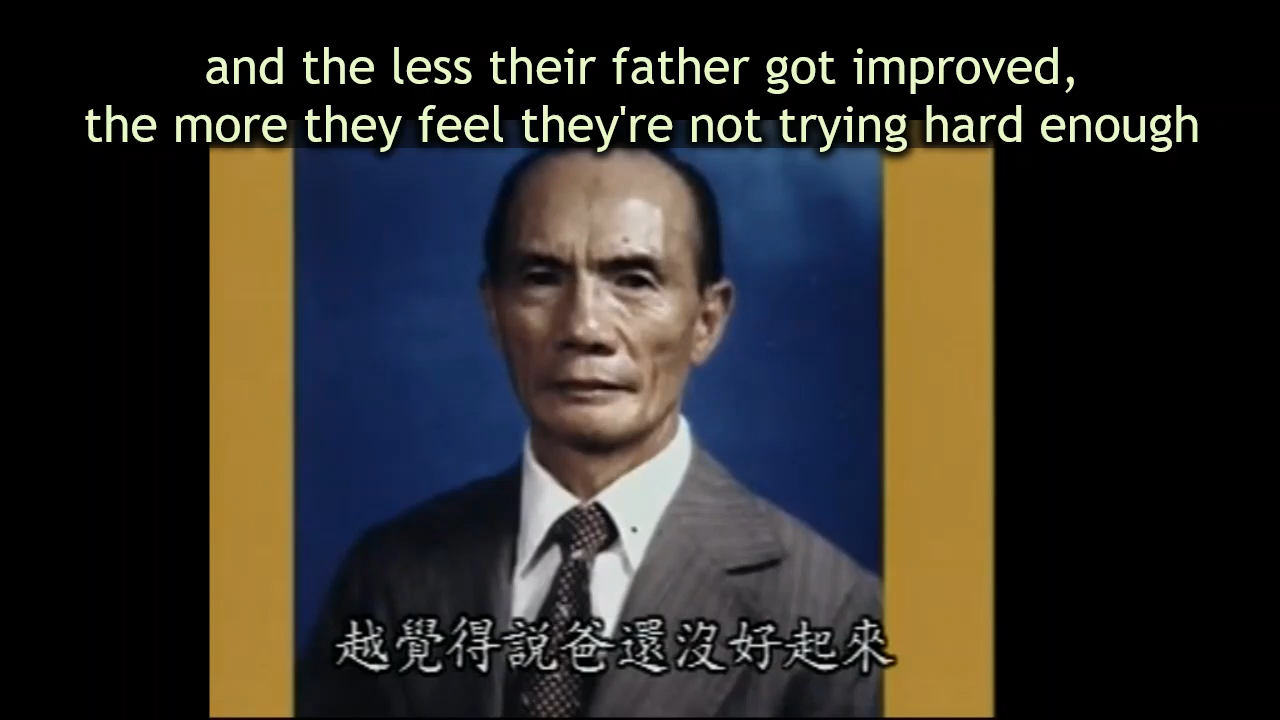 and the less their father got improved,
the more they feel they're not trying hard enough
越覺得説爸還沒好起來